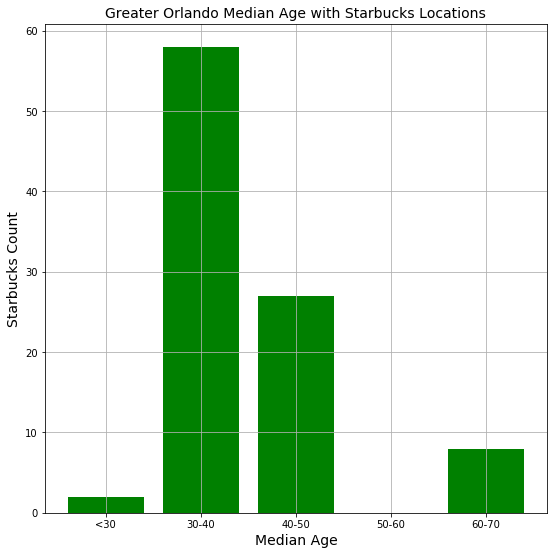 Greater Orlando Median Age with Starbucks Locations
60
50
40
30
20
10
0
Starbucks Count
<30 30-40 40-50 50-60 60-70
Median Age